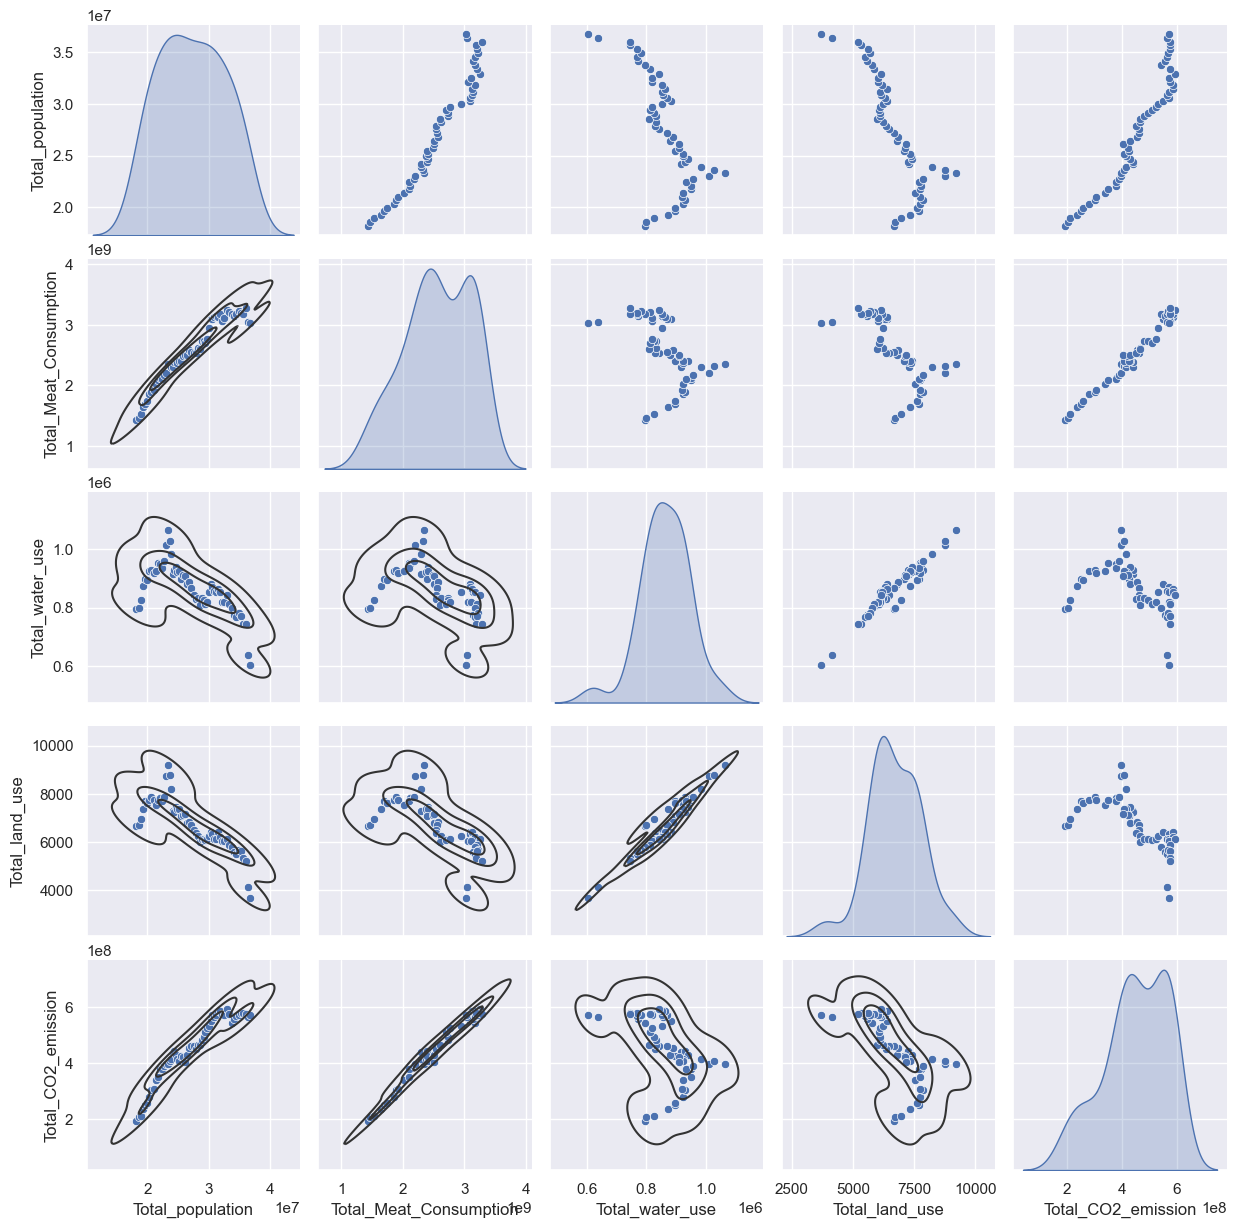 1e7
3.5
3.0
2.5
2.0
Total_population
1e9
4
3
2
1
Total_Meat_Consumption
1e6
1.0
0.8
0.6
Total_water_use
10000
8000
6000
4000
Total_land_use
1e8
6
4
2
Total_CO2_emission
2 3 4 1 2 3 4 0.6 0.8 1.0 2500 5000 7500 10000 2 4 6
Total_population 1e7 Total_Meat_Consumption 1e9 Total_water_use 1e6 Total_land_use Total_CO2_emission 1e8